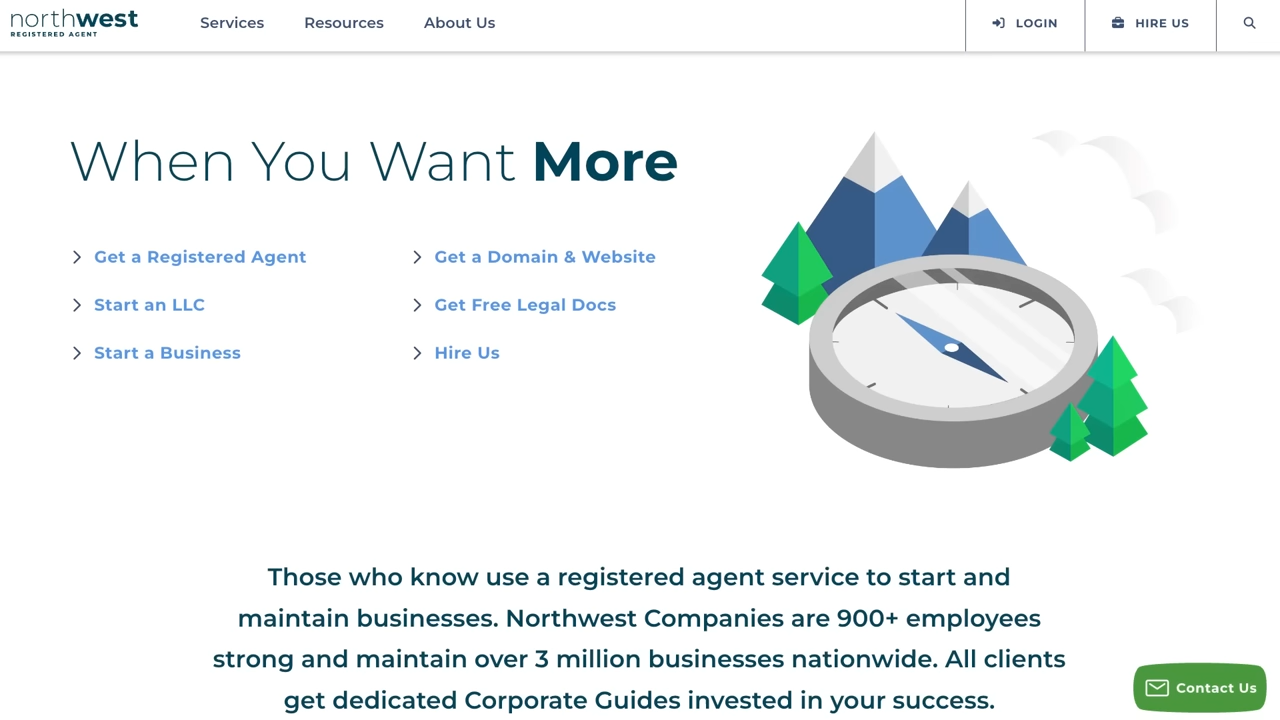 northwest
REGISTERED AGENT
Services
Resources
About Us
LOGIN
HIRE US
When You Want More
Get a Registered Agent
Start an LLC
Start a Business
Get a Domain & Website
Get Free Legal Docs
Hire Us
Those who know use a registered agent service to start and
maintain businesses. Northwest Companies are 900+ employees
strong and maintain over 3 million businesses nationwide. All clients
get dedicated Corporate Guides invested in your success.
Contact Us